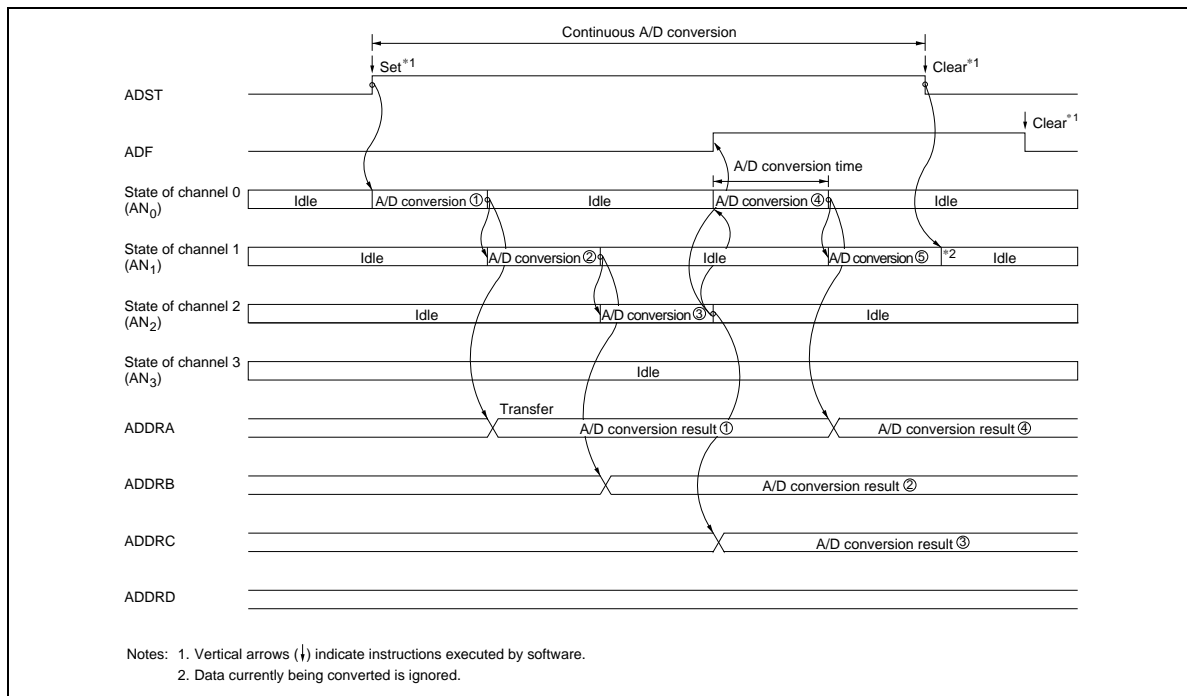 Continuous A/D conversion
Set*1
Clear*1
ADST
Clear*1
ADF
A/D conversion time
State of channel 0
(AN0)
Idle
A/D conversion ①
Idle
A/D conversion ④
Idle
State of channel 1
(AN1)
Idle
A/D conversion ②
Idle
A/D conversion ⑤
*2
Idle
State of channel 2
(AN2)
Idle
A/D conversion ③
Idle
State of channel 3
(AN3)
Idle
Transfer
ADDRA
A/D conversion result ①
A/D conversion result ④
ADDRB
A/D conversion result ②
ADDRC
A/D conversion result ③
ADDRD
Notes: 1. Vertical arrows (↓) indicate instructions executed by software.
2. Data currently being converted is ignored.